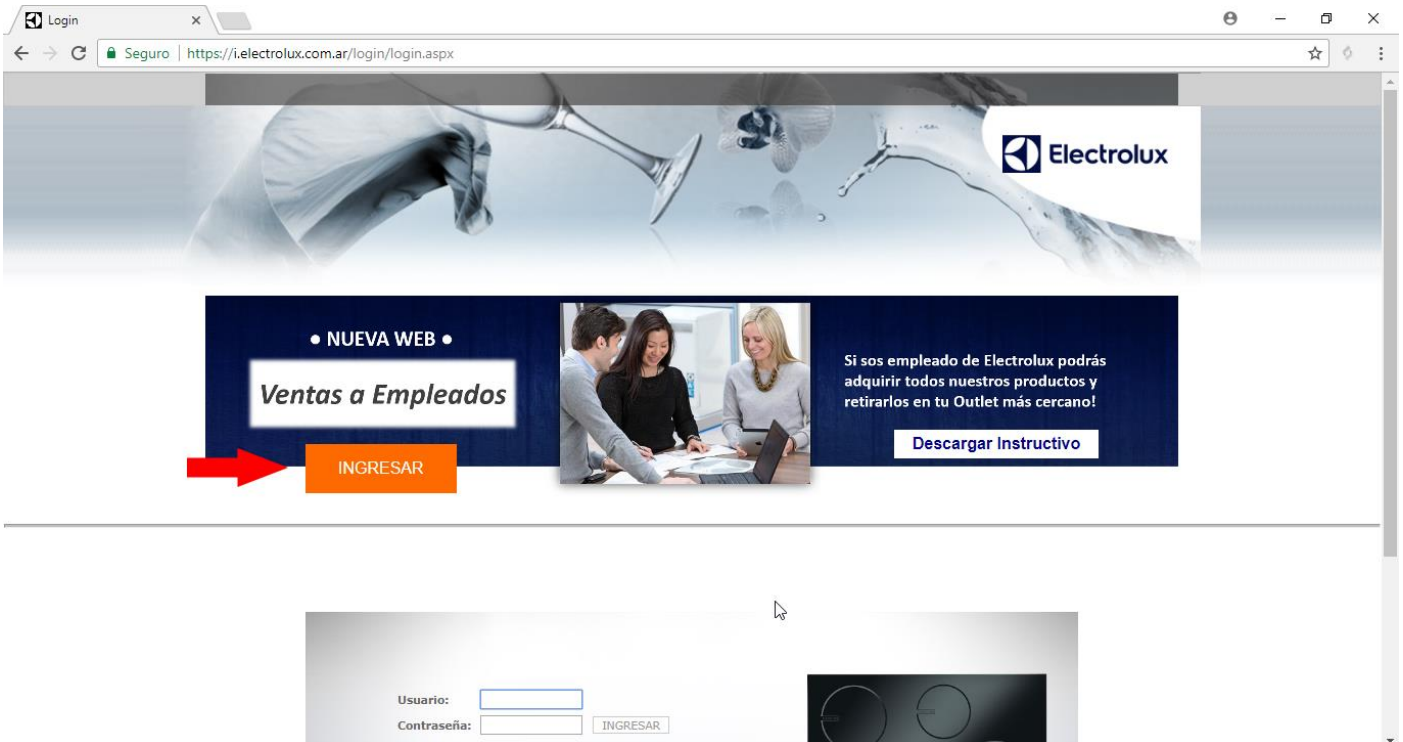 Login
Seguro
https://i.electrolux.com.ar/login/login.aspx
Electrolux
• NUEVA WEB •
Ventas a Empleados
INGRESAR
Si sos empleado de Electrolux podrás
adquirir todos nuestros productos y
retirarlos en tu Outlet más cercano!
Descargar Instructivo
Usuario:
Contraseña:
INGRESAR